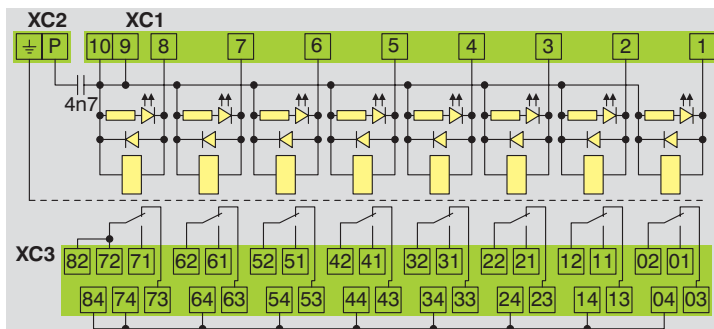 XC2 XC1
⏚ P 10 9 8 7 6 5 4 3 2 1
4n7
XC3
82 72 71 62 61 52 51 42 41 32 31 22 21 12 11 02 01
84 74 73 64 63 54 53 44 43 34 33 24 23 14 13 04 03